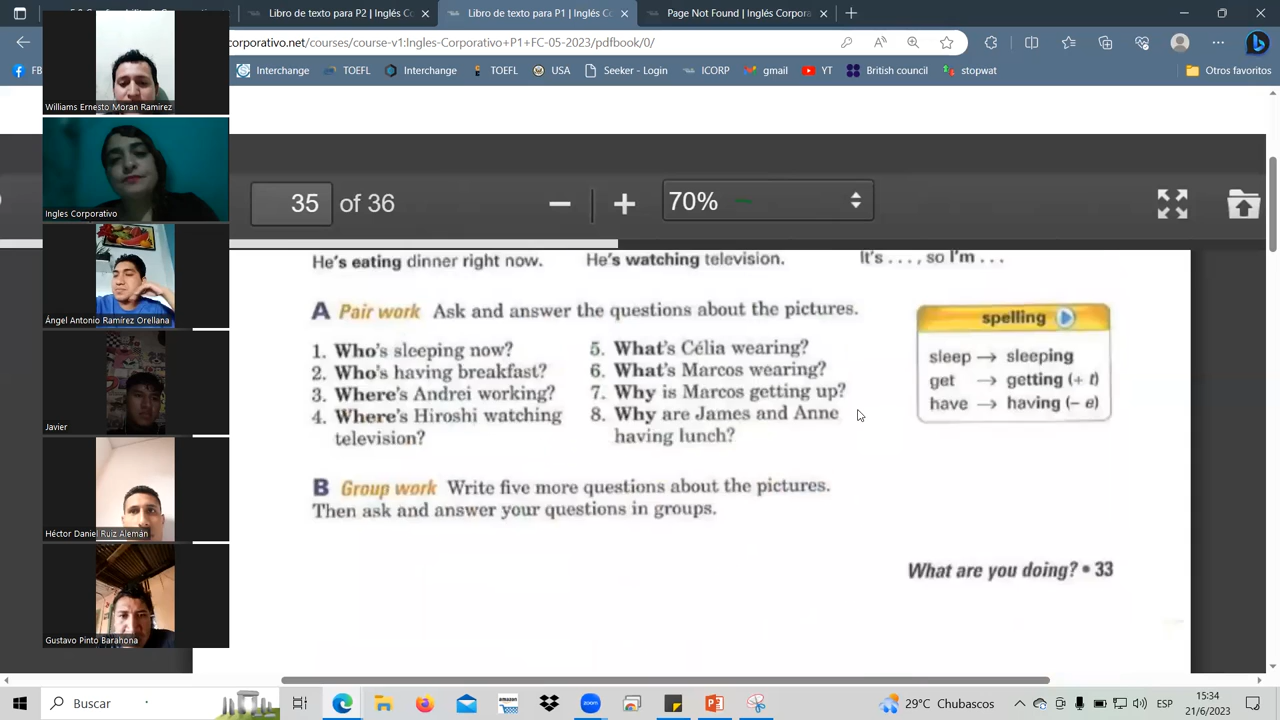 Libro de texto para P2 | Inglés C
Libro de texto para P1 | Inglés C
Page Not Found | Ingles Corpora
corporativo.net/courses/course-v1:Ingles-Corporativo+P1+FC-05-2023/pdfbook/0/
Interchange
TOEFL
Interchange
TOEFL
USA
Seeker - Login
ICORP
gmail
YT
British council
stopwat
Otros favoritos
Williams Ernesto Moran Ramirez
Ingles Corporativo
Ángel Antonio Ramírez Orellana
Javier
Héctor Daniel Ruiz Alemán
Gustavo Pinto Barahona
35 of 36
70%
He's eating dinner right now. He's watching television. It's . . . , so I'm . . .
A Pair work Ask and answer the questions about the pictures.
1. Who's sleeping now?
2. Who's having breakfast?
3. Where's Andrei working?
4. Where's Hiroshi watching
television?
5. What's Célia wearing?
6. What's Marcos wearing?
7. Why is Marcos getting up?
8. Why are James and Anne
having lunch?
spelling
sleep → sleeping
get → getting (+ t)
have → having (– e)
B Group work Write five more questions about the pictures.
Then ask and answer your questions in groups.
What are you doing? • 33
Buscar
amazon
zoom
29°C Chubascos
ESP
15:34
21/6/2023